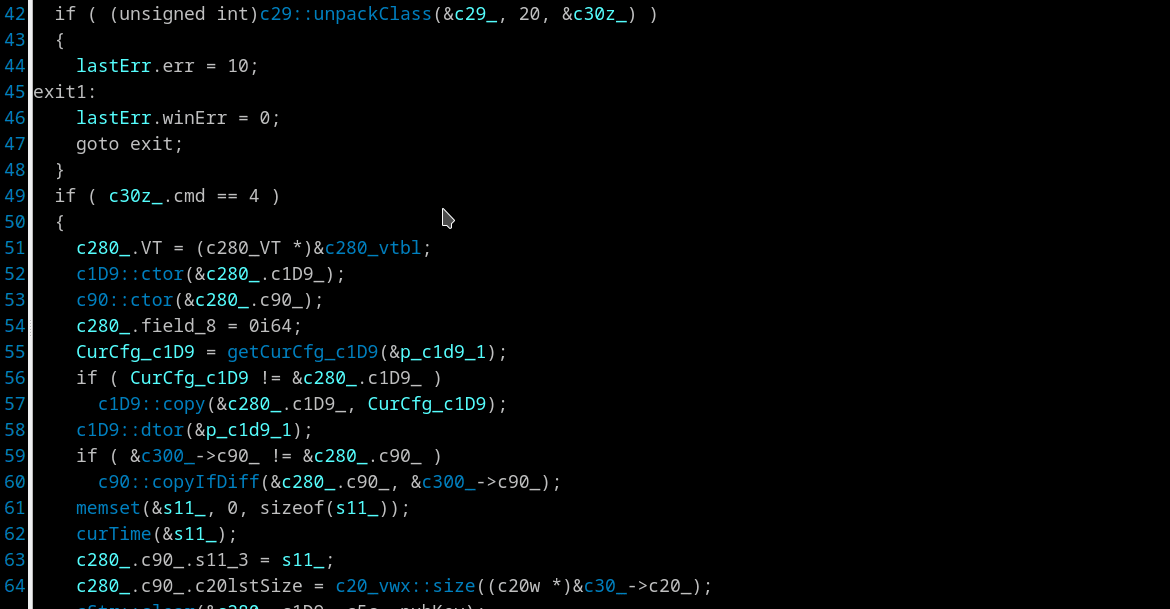 42 if ( (unsigned int)c29::unpackClass(&c29_, 20, &c30z_) )
43 {
44 lastErr.err = 10;
45 exit1:
46 lastErr.winErr = 0;
47 goto exit;
48 }
49 if ( c30z_.cmd == 4 )
50 {
51 c280_.VT = (c280_VT *)&c280_vtbl;
52 c1D9::ctor(&c280_.c1D9_);
53 c90::ctor(&c280_.c90_);
54 c280_.field_8 = 0i64;
55 CurCfg_c1D9 = getCurCfg_c1D9(&p_c1d9_1);
56 if ( CurCfg_c1D9 != &c280_.c1D9_ )
57 c1D9::copy(&c280_.c1D9_, CurCfg_c1D9);
58 c1D9::dtor(&p_c1d9_1);
59 if ( &c300_->c90_ != &c280_.c90_ )
60 c90::copyIfDiff(&c280_.c90_, &c300_->c90_);
61 memset(&s11_, 0, sizeof(s11_));
62 curTime(&s11_);
63 c280_.c90_.s11_3 = s11_;
64 c280_.c90_.c20lstSize = c20_vwx::size((c20w *)&c30_->c20_);